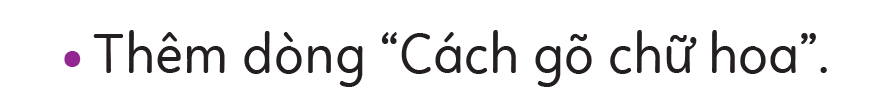 • Thêm dòng “Cách gõ chữ hoa”.